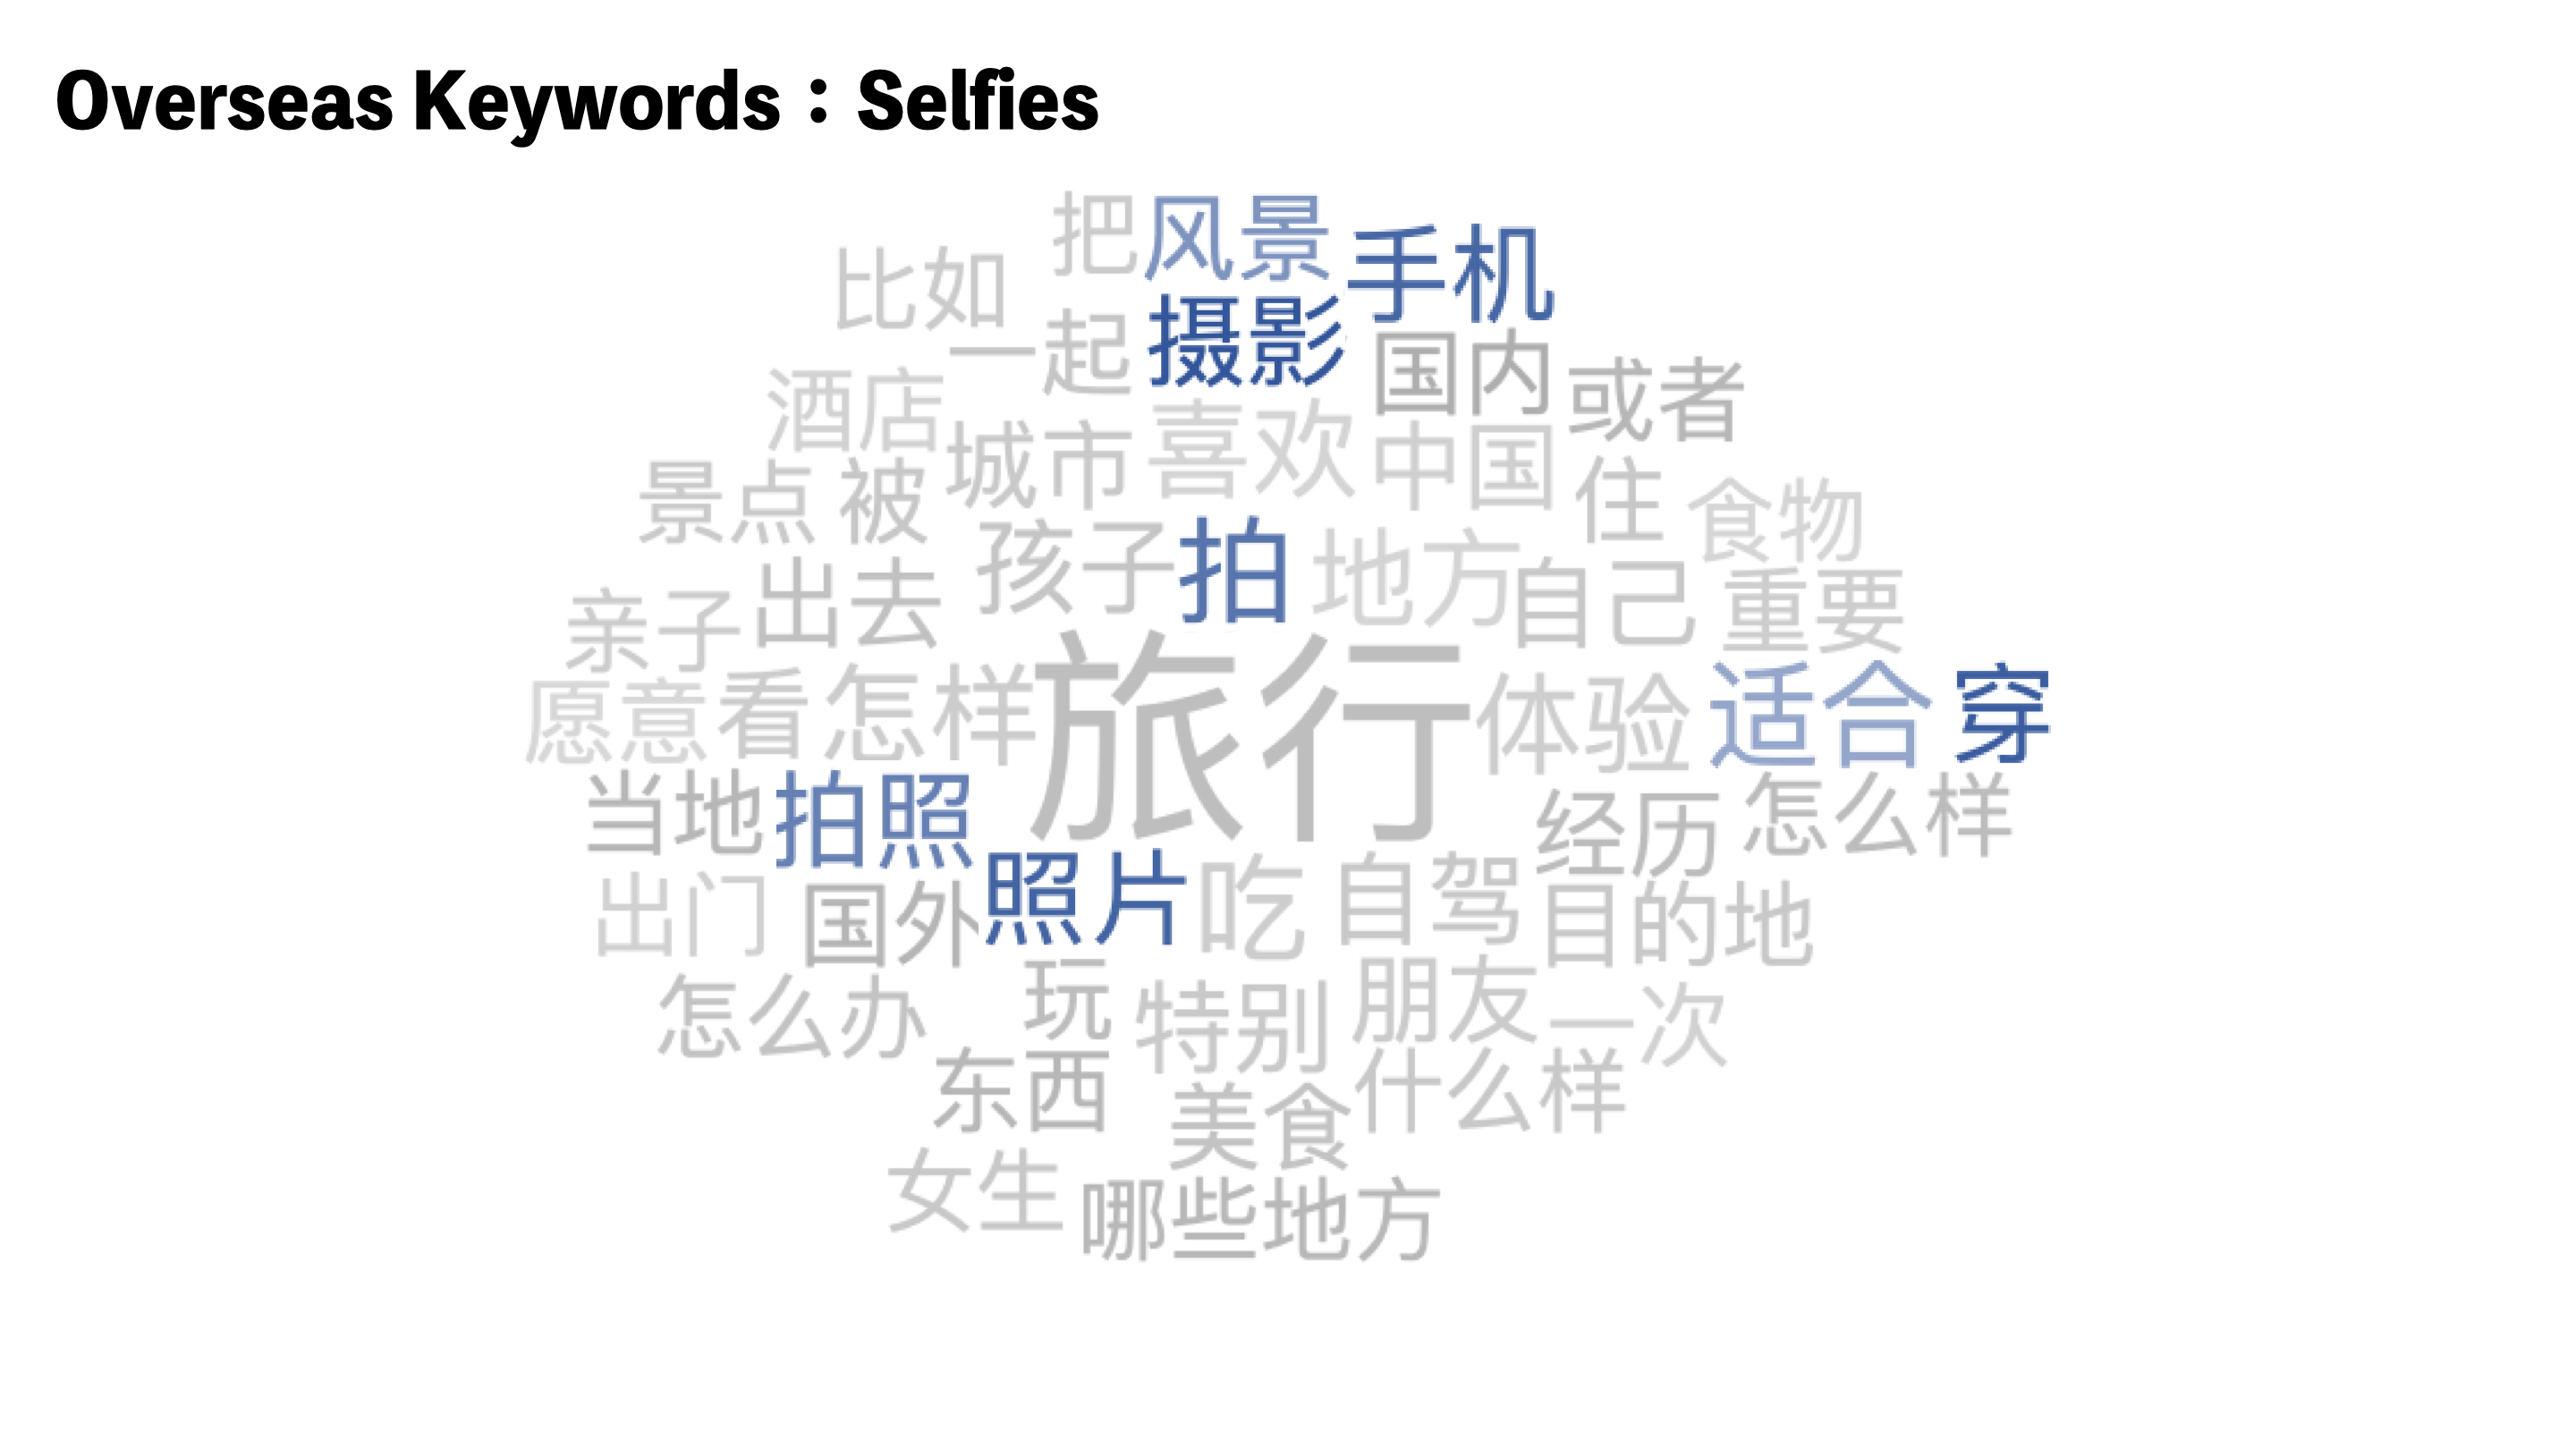 Overseas Keywords：Selfies
把 风景 手机
比如 一起 摄影 国内 或者
酒店 城市 喜欢 中国
景点 被 孩子 拍 地方 住 食物
亲子 出去 自己 重要
愿意 看 怎样 旅行 体验 适合 穿
当地 拍照 经历 怎么样
出门 国外 照片 吃 自驾 目的地
怎么办 玩 特别 朋友 一次
东西 美食 什么样
女生 哪些地方